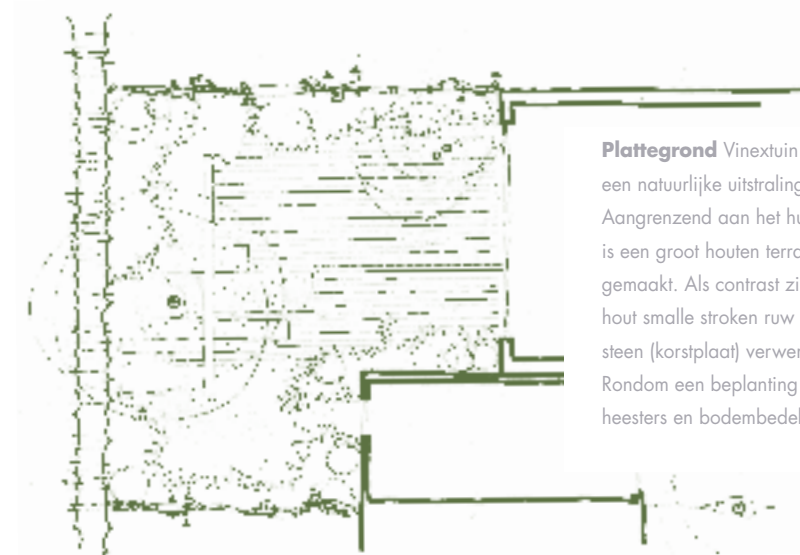 Plattegrond Vinextuin
een natuurlijke uitstraling
Aangrenzend aan het hu
is een groot houten terra
gemaakt. Als contrast zi
hout smalle stroken ruw
steen (korstplaat) verwer
Rondom een beplanting
heesters en bodembedel